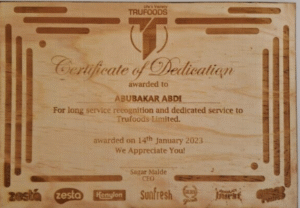 TRUFOODS
Certificate of Dedication
awarded to
ABUBAKAR ABDI
For long service recognition and dedicated service to
Trufoods Limited.
awarded on 14th January 2023
We Appreciate You!
CEO
zesta zesta Kenylon Sunfresh